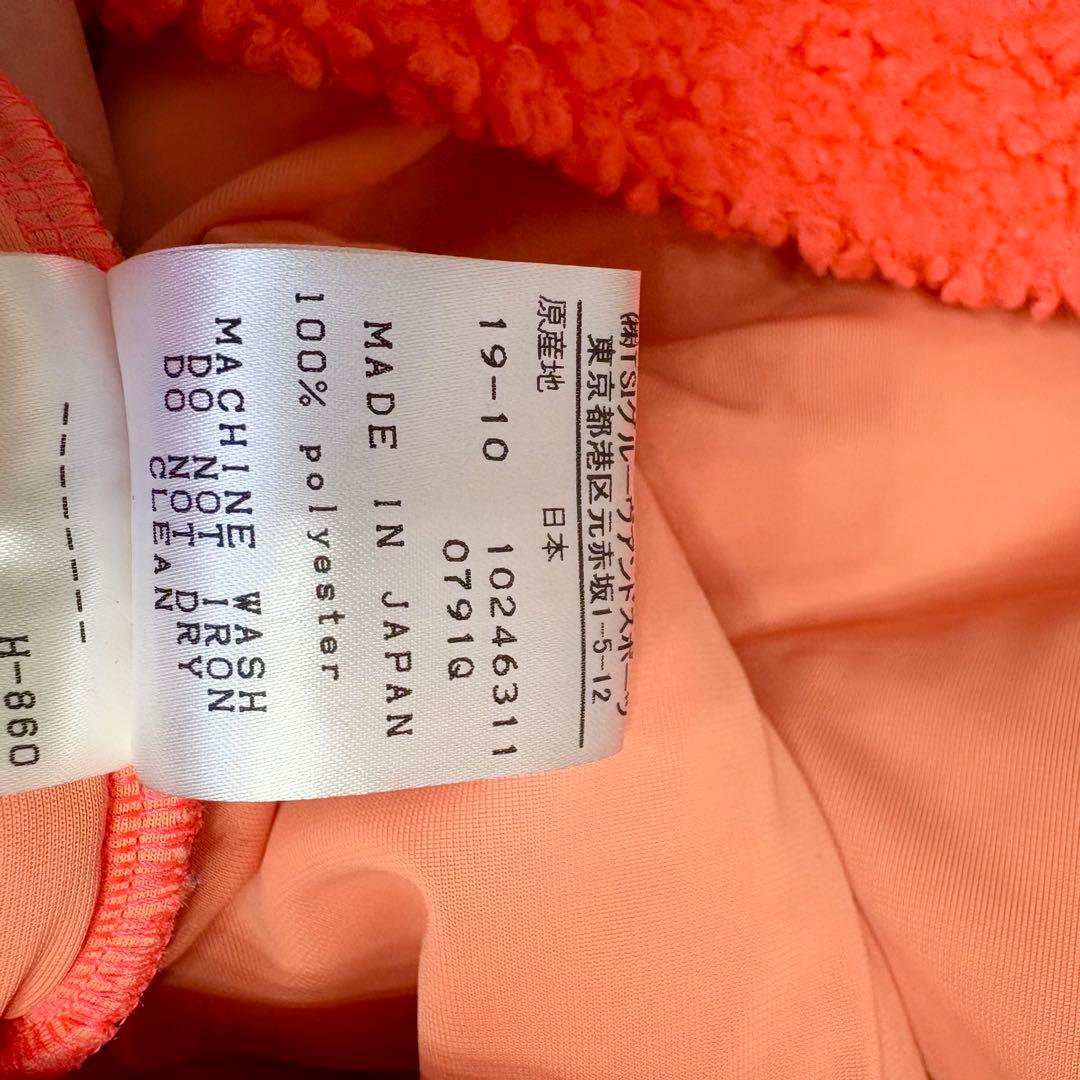 ㈱TSIグルーヴアンドスポーツ
東京都港区元赤坂1-5-12
原産地 日本
19-10 10246311
0791Q
MADE IN JAPAN
100% polyester
MACHINE WASH
DO NOT IRON
DO NOT DRY
CLEAN
H-860